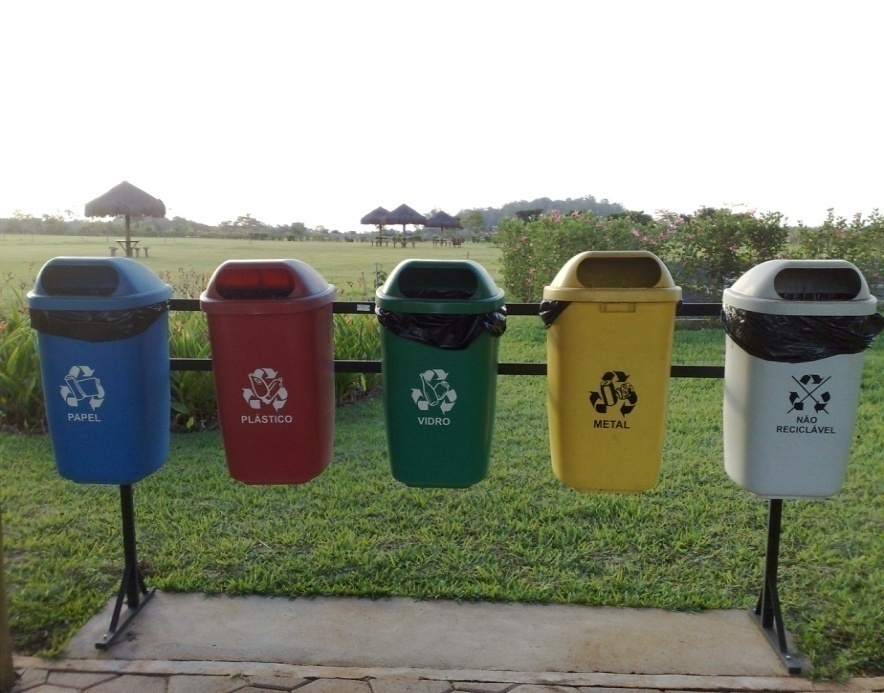 PAPEL
PLÁSTICO
VIDRO
METAL
NÃO
RECICLÁVEL